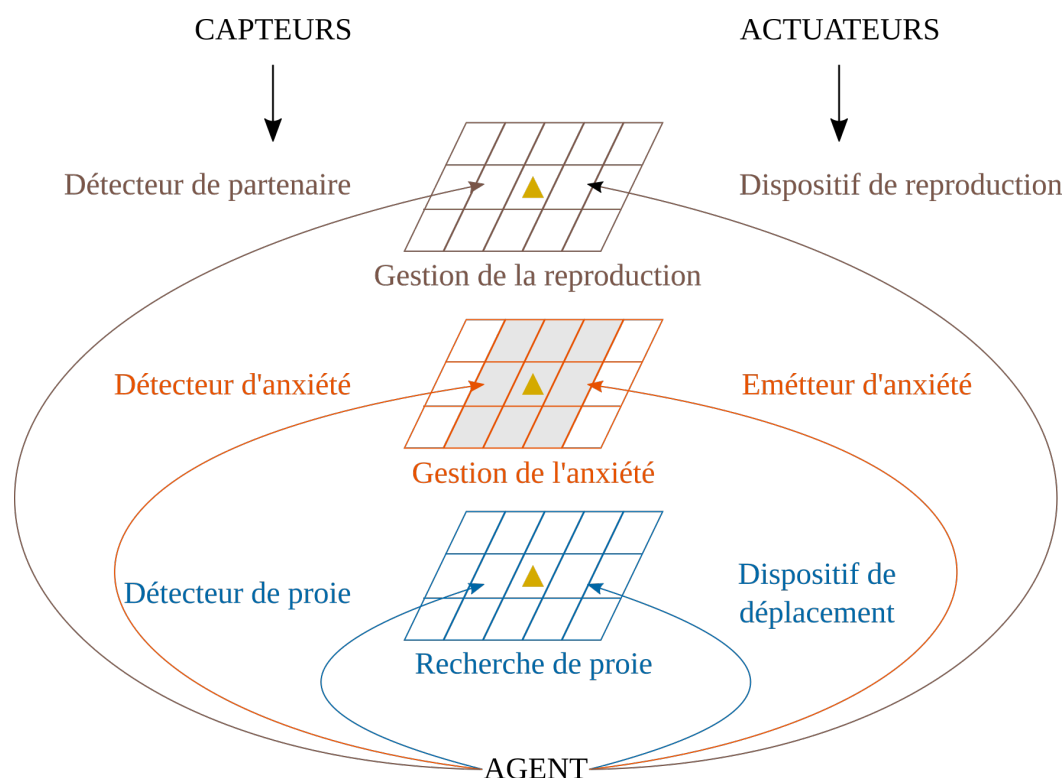 CAPTEURS
ACTUATEURS
Détecteur de partenaire
Dispositif de reproduction
Gestion de la reproduction
Détecteur d'anxiété
Emétteur d'anxiété
Gestion de l'anxiété
Détecteur de proie
Dispositif de
déplacement
Recherche de proie
AGENT